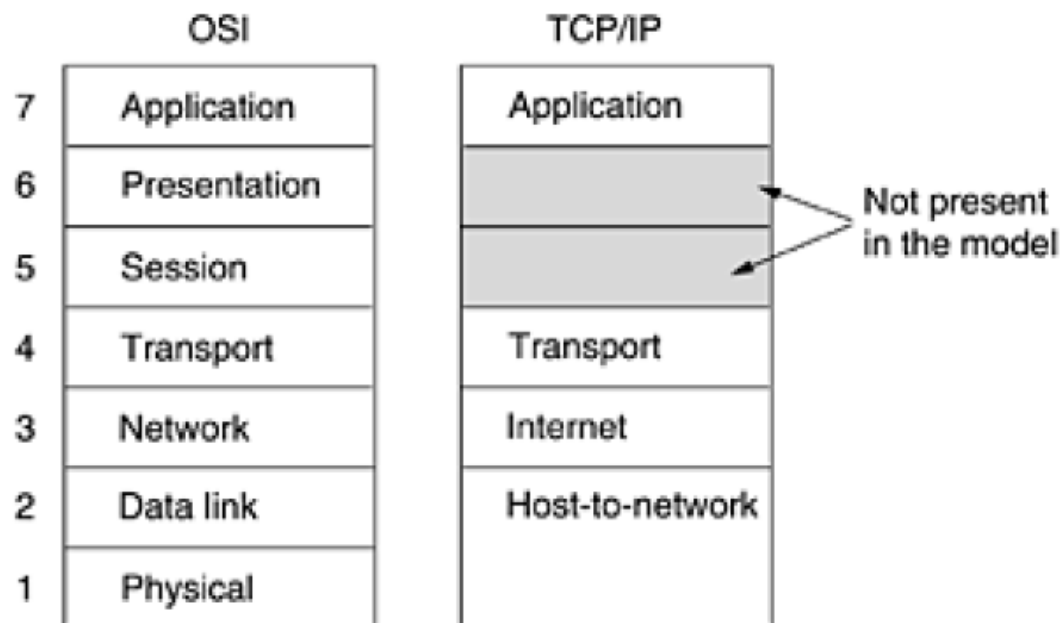 OSI TCP/IP
7 Application Application
6 Presentation
Not present
in the model
5 Session
4 Transport Transport
3 Network Internet
2 Data link Host-to-network
1 Physical